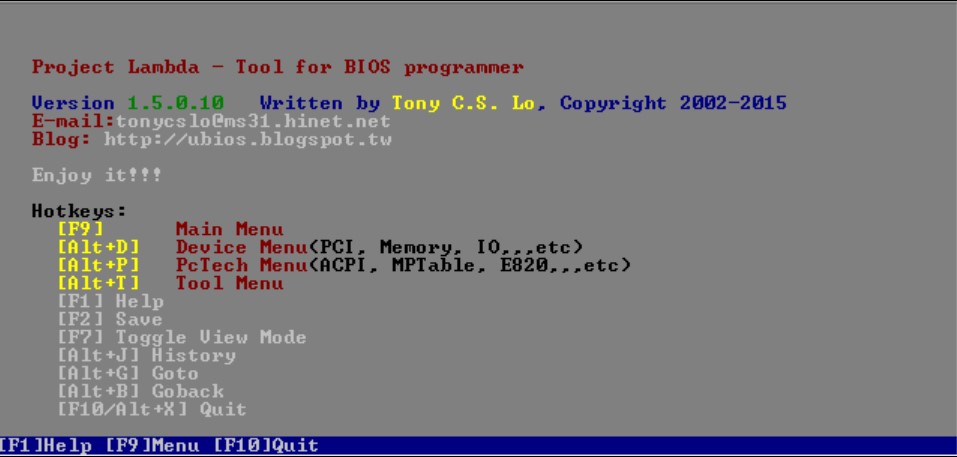 Project Lambda - Tool for BIOS programmer
Version 1.5.0.10 Written by Tony C.S. Lo, Copyright 2002-2015
E-mail:tonycslo@ms31.hinet.net
Blog: http://ubios.blogspot.tw
Enjoy it!!!
Hotkeys:
[F9] Main Menu
[Alt+D] Device Menu(PCI, Memory, IO,,,etc)
[Alt+P] PcTech Menu(ACPI, MPTable, E820,,,etc)
[Alt+T] Tool Menu
[F1] Help
[F2] Save
[F7] Toggle View Mode
[Alt+J] History
[Alt+G] Goto
[Alt+B] Goback
[F10/Alt+X] Quit
[F1]Help [F9]Menu [F10]Quit